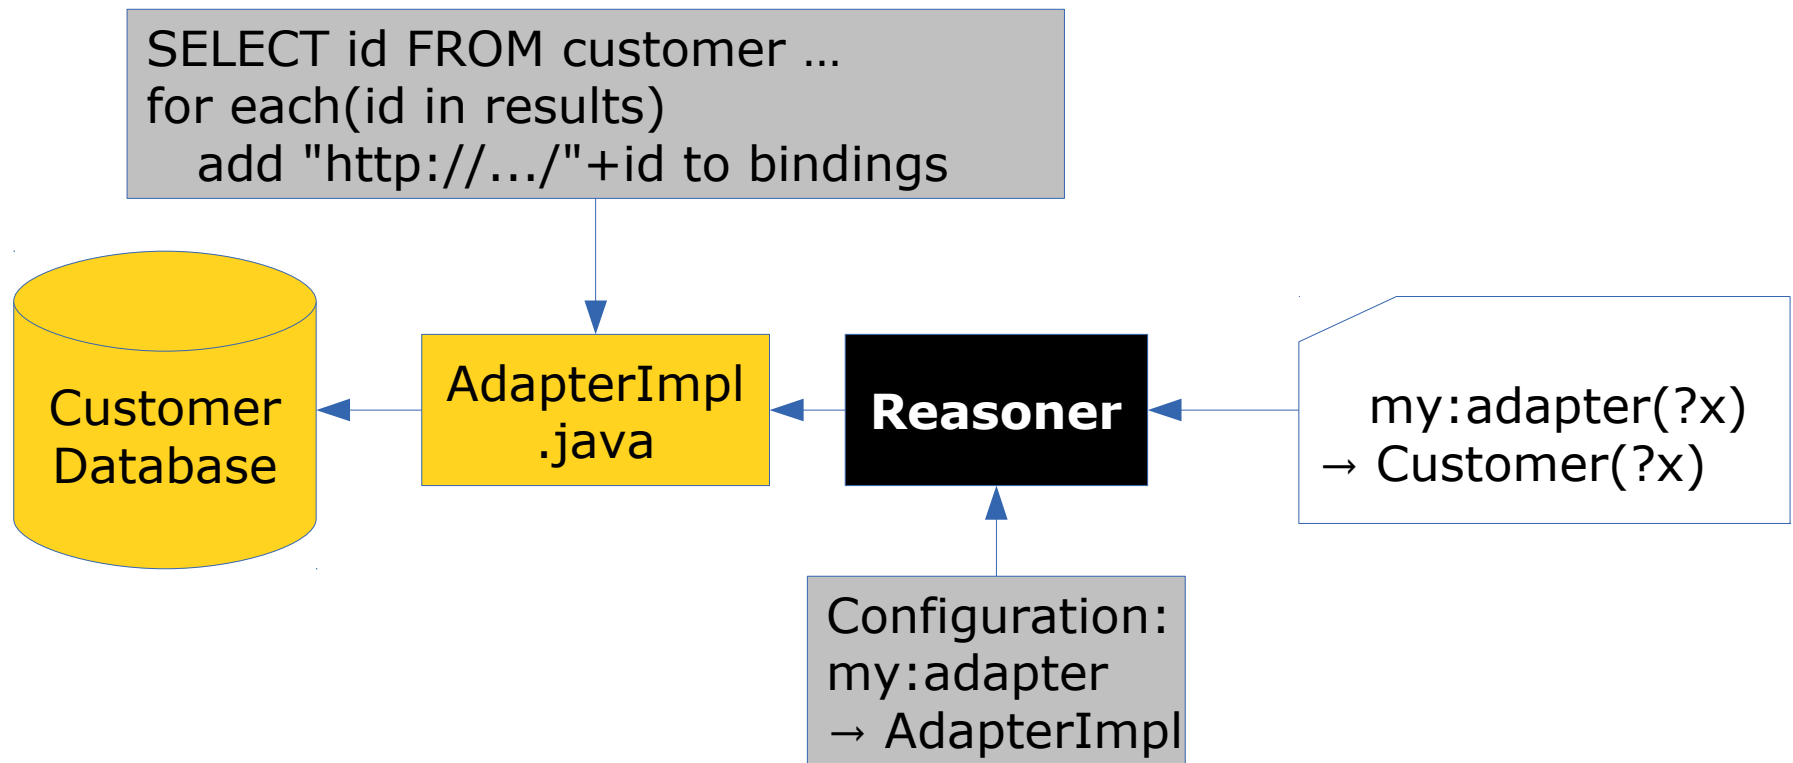 SELECT id FROM customer …
for each(id in results)
add "http://.../"+id to bindings
Customer
Database
AdapterImpl
.java
Reasoner
my:adapter(?x)
→ Customer(?x)
Configuration:
my:adapter
→ AdapterImpl